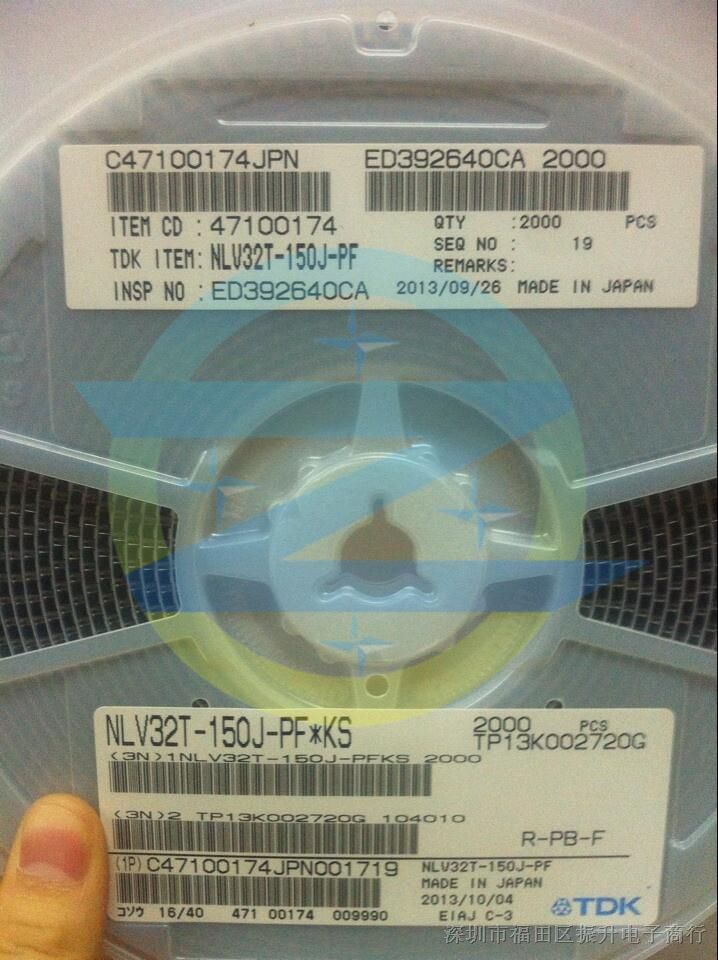 C47100174JPN ED392640CA 2000
ITEM CD : 47100174 QTY :2000 PCS
TDK ITEM: NLV32T-150J-PF SEQ NO : 19
REMARKS:
INSP NO : ED392640CA 2013/09/26 MADE IN JAPAN
NLV32T-150J-PF*KS 2000 PCS
TP13K002720G
(3N)1NLV32T-150J-PFKS 2000
(3N)2 TP13K002720G 104010
R-PB-F
(1P) C47100174JPN001719 NLV32T-150J-PF
MADE IN JAPAN
2013/10/04
コソウ 16/40 471 00174 009990 EIAJ C-3 TDK
深圳市福田区振升电子商行